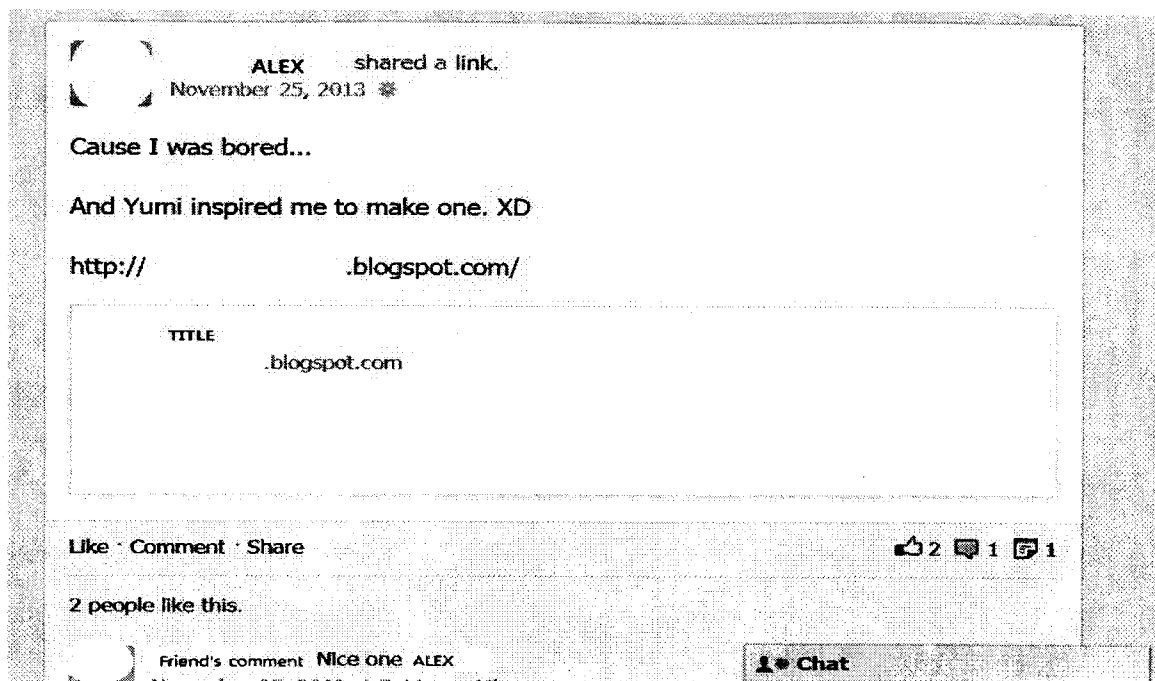 ALEX shared a link.
November 25, 2013
Cause I was bored...
And Yumi inspired me to make one. XD
http:// .blogspot.com/
TITLE
.blogspot.com
Like · Comment · Share 2 1 1
2 people like this.
Friend's comment Nice one ALEX
Chat